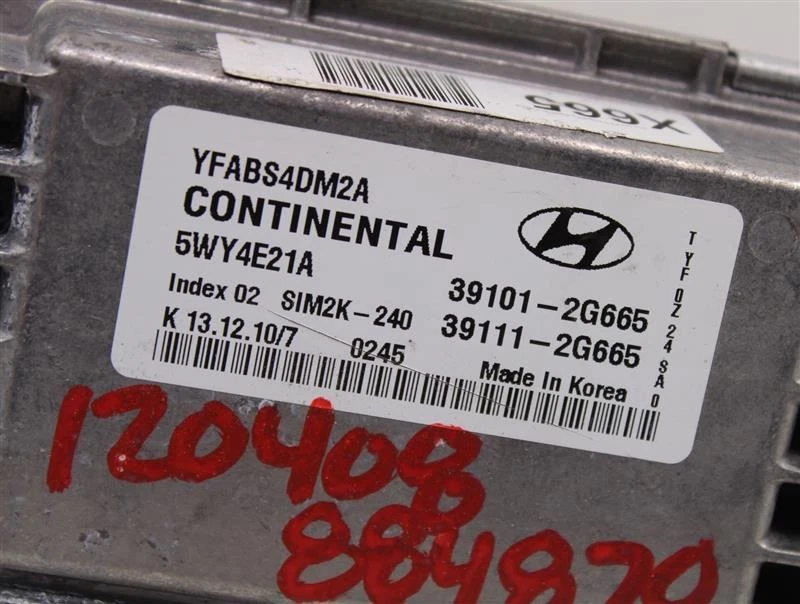 X665
YFABS4DM2A
CONTINENTAL
5WY4E21A
Index 02 SIM2K-240
39101-2G665
39111-2G665
K 13.12.10/7 0245
Made In Korea
TYF0Z24SA0
120408
884820